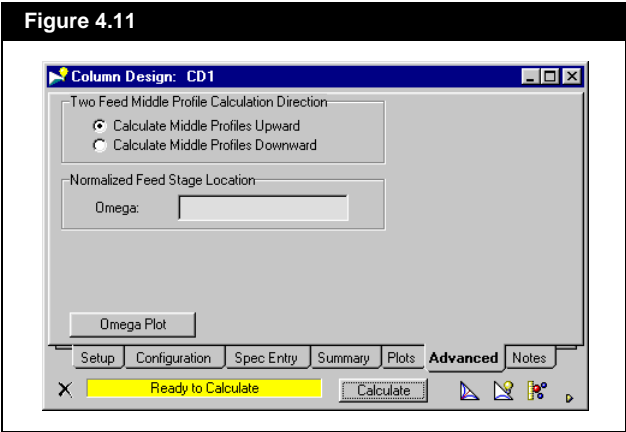 Figure 4.11
Column Design: CD1
Two Feed Middle Profile Calculation Direction
Calculate Middle Profiles Upward
Calculate Middle Profiles Downward
Normalized Feed Stage Location
Omega:
Omega Plot
Setup Configuration Spec Entry Summary Plots Advanced Notes
Ready to Calculate Calculate